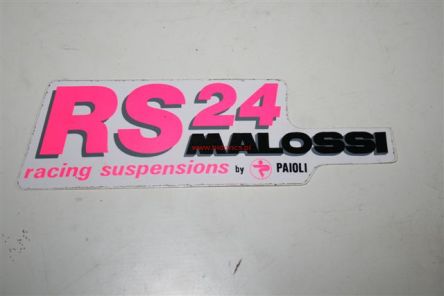 RS24
MALOSSI
racing suspensions by PAIOLI